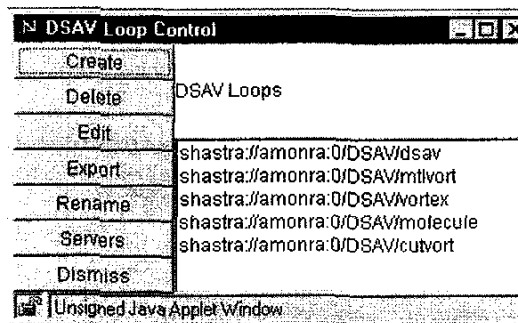 DSAV Loop Control
Create
Delete
Edit
Export
Rename
Servers
Dismiss
DSAV Loops
shastra://amonra:0/DSAV/dsav
shastra://amonra:0/DSAV/mtlvort
shastra://amonra:0/DSAV/vortex
shastra://amonra:0/DSAV/molecule
shastra://amonra:0/DSAV/cutvort
Unsigned Java Applet Window